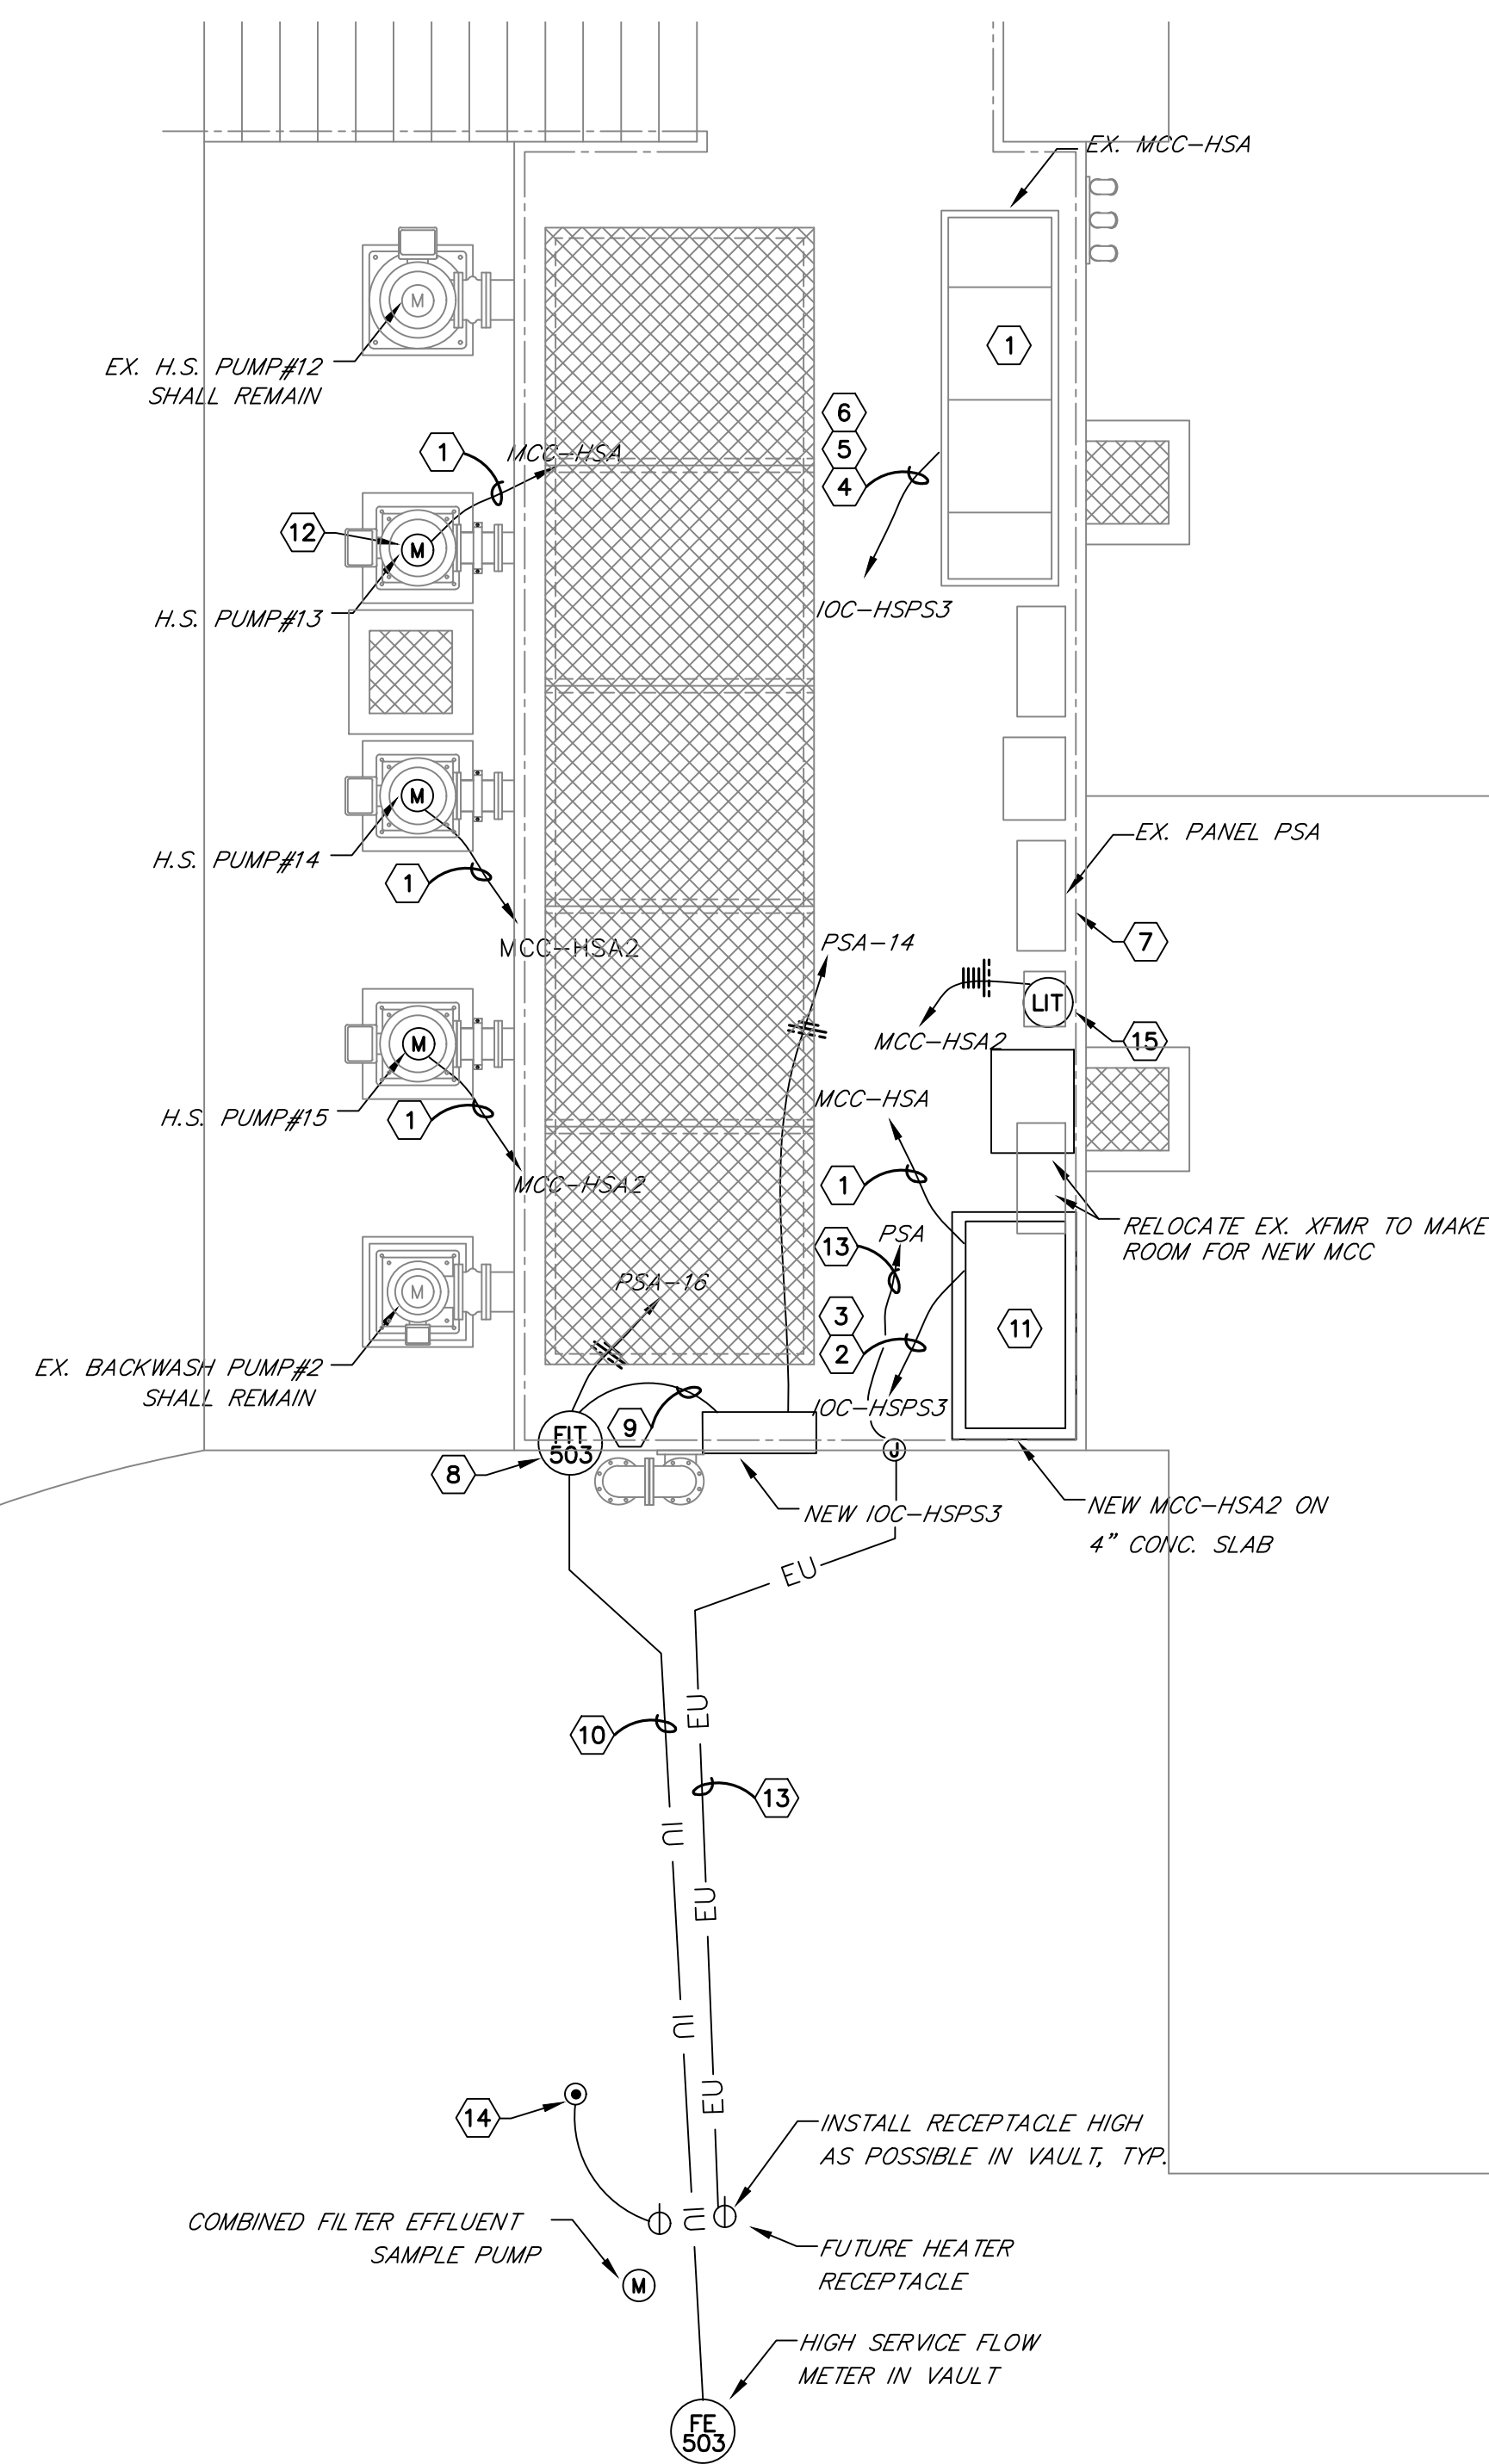 EX. MCC-HSA
M
1
EX. H.S. PUMP#12
SHALL REMAIN
6
5
4
1
MCC-HSA
12
M
H.S. PUMP#13
IOC-HSPS3
M
H.S. PUMP#14
1
EX. PANEL PSA
MCC-HSA2
PSA-14
7
LIT
MCC-HSA2
15
M
H.S. PUMP#15
1
MCC-HSA
MCC-HSA2
1
13
PSA
RELOCATE EX. XFMR TO MAKE
ROOM FOR NEW MCC
PSA-16
M
3
2
11
EX. BACKWASH PUMP#2
SHALL REMAIN
IOC-HSPS3
9
FIT
503
8
J
NEW IOC-HSPS3
NEW MCC-HSA2 ON
4" CONC. SLAB
EU
EU
10
13
IU
EU
IU
EU
14
INSTALL RECEPTACLE HIGH
AS POSSIBLE IN VAULT, TYP.
IU
COMBINED FILTER EFFLUENT
SAMPLE PUMP
M
FUTURE HEATER
RECEPTACLE
HIGH SERVICE FLOW
METER IN VAULT
FE
503